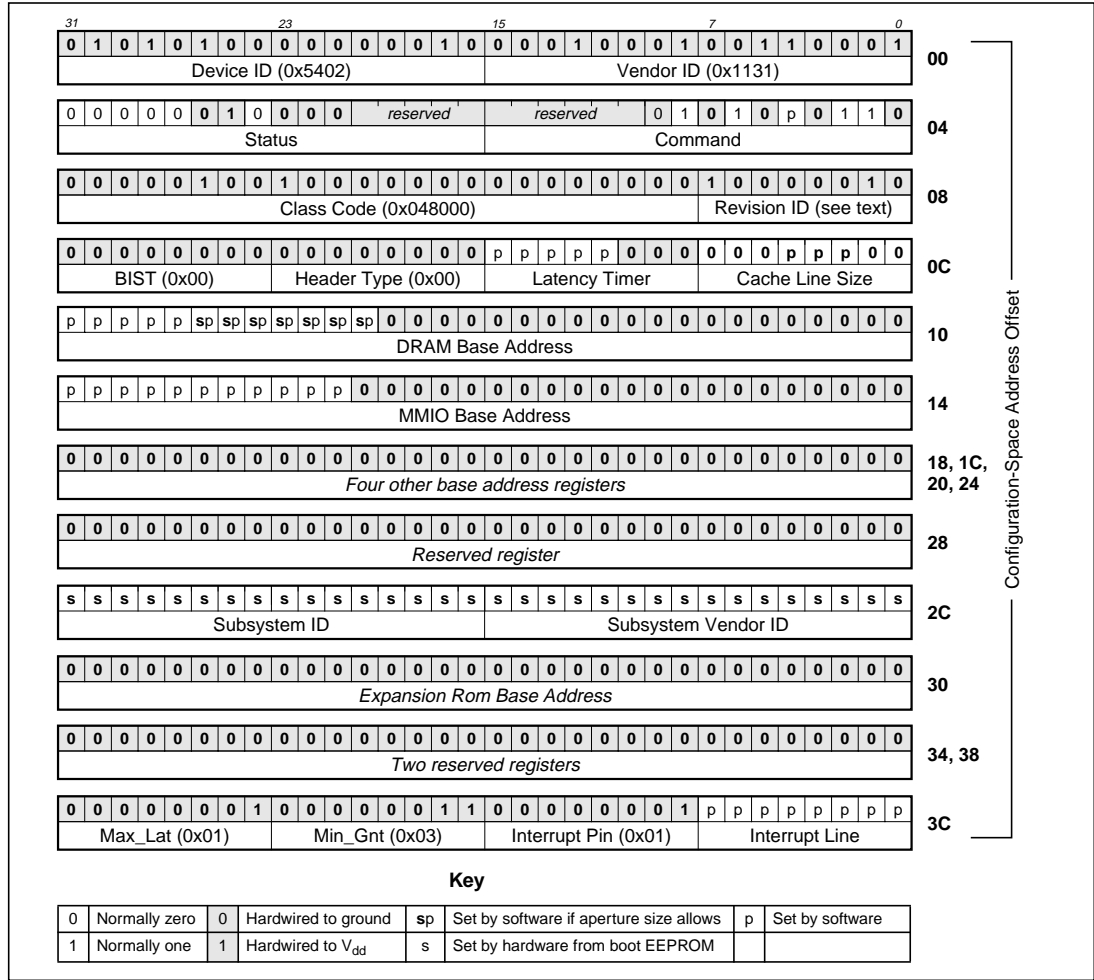 31 23 15 7 0
0 1 0 1 0 1 0 0 0 0 0 0 0 0 1 0 0 0 0 1 0 0 0 1 0 0 1 1 0 0 0 1
00
Device ID (0x5402) Vendor ID (0x1131)
0 0 0 0 0 0 1 0 0 0 0 reserved reserved 0 1 0 1 0 p 0 1 1 0
04
Status Command
0 0 0 0 0 1 0 0 1 0 0 0 0 0 0 0 0 0 0 0 0 0 0 0 1 0 0 0 0 0 1 0
08
Class Code (0x048000) Revision ID (see text)
0 0 0 0 0 0 0 0 0 0 0 0 0 0 0 0 p p p p p 0 0 0 0 0 0 p p p 0 0
0C
BIST (0x00) Header Type (0x00) Latency Timer Cache Line Size
p p p p p sp sp sp sp sp sp sp 0 0 0 0 0 0 0 0 0 0 0 0 0 0 0 0 0 0 0 0
10
DRAM Base Address
p p p p p p p p p p p 0 0 0 0 0 0 0 0 0 0 0 0 0 0 0 0 0 0 0 0 0
14
MMIO Base Address
0 0 0 0 0 0 0 0 0 0 0 0 0 0 0 0 0 0 0 0 0 0 0 0 0 0 0 0 0 0 0 0
18, 1C,
20, 24
Four other base address registers
0 0 0 0 0 0 0 0 0 0 0 0 0 0 0 0 0 0 0 0 0 0 0 0 0 0 0 0 0 0 0 0
28
Reserved register
s s s s s s s s s s s s s s s s s s s s s s s s s s s s s s s s
2C
Subsystem ID Subsystem Vendor ID
0 0 0 0 0 0 0 0 0 0 0 0 0 0 0 0 0 0 0 0 0 0 0 0 0 0 0 0 0 0 0 0
30
Expansion Rom Base Address
0 0 0 0 0 0 0 0 0 0 0 0 0 0 0 0 0 0 0 0 0 0 0 0 0 0 0 0 0 0 0 0
34, 38
Two reserved registers
0 0 0 0 0 0 0 1 0 0 0 0 0 0 1 1 0 0 0 0 0 0 0 1 p p p p p p p p
3C
Max_Lat (0x01) Min_Gnt (0x03) Interrupt Pin (0x01) Interrupt Line
Configuration-Space Address Offset
Key
0 Normally zero 0 Hardwired to ground sp Set by software if aperture size allows p Set by software
1 Normally one 1 Hardwired to Vdd s Set by hardware from boot EEPROM